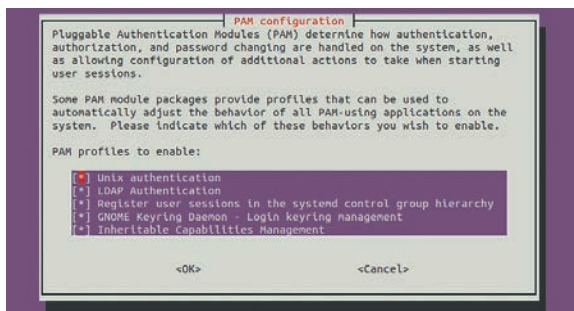 PAM configuration
Pluggable Authentication Modules (PAM) determine how authentication,
authorization, and password changing are handled on the system, as well
as allowing configuration of additional actions to take when starting
user sessions.
Some PAM module packages provide profiles that can be used to
automatically adjust the behavior of all PAM-using applications on the
system.  Please indicate which of these behaviors you wish to enable.
PAM profiles to enable:
[*] Unix authentication
[*] LDAP Authentication
[*] Register user sessions in the systemd control group hierarchy
[*] GNOME Keyring Daemon - Login keyring management
[*] Inheritable Capabilities Management
<OK> <Cancel>